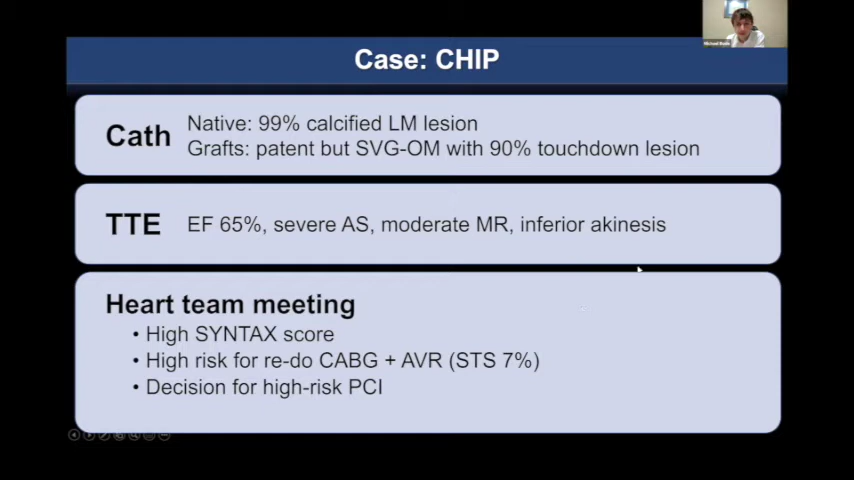 Case: CHIP
Cath
Native: 99% calcified LM lesion
Grafts: patent but SVG-OM with 90% touchdown lesion
TTE
EF 65%, severe AS, moderate MR, inferior akinesis
Heart team meeting
• High SYNTAX score
• High risk for re-do CABG + AVR (STS 7%)
• Decision for high-risk PCI